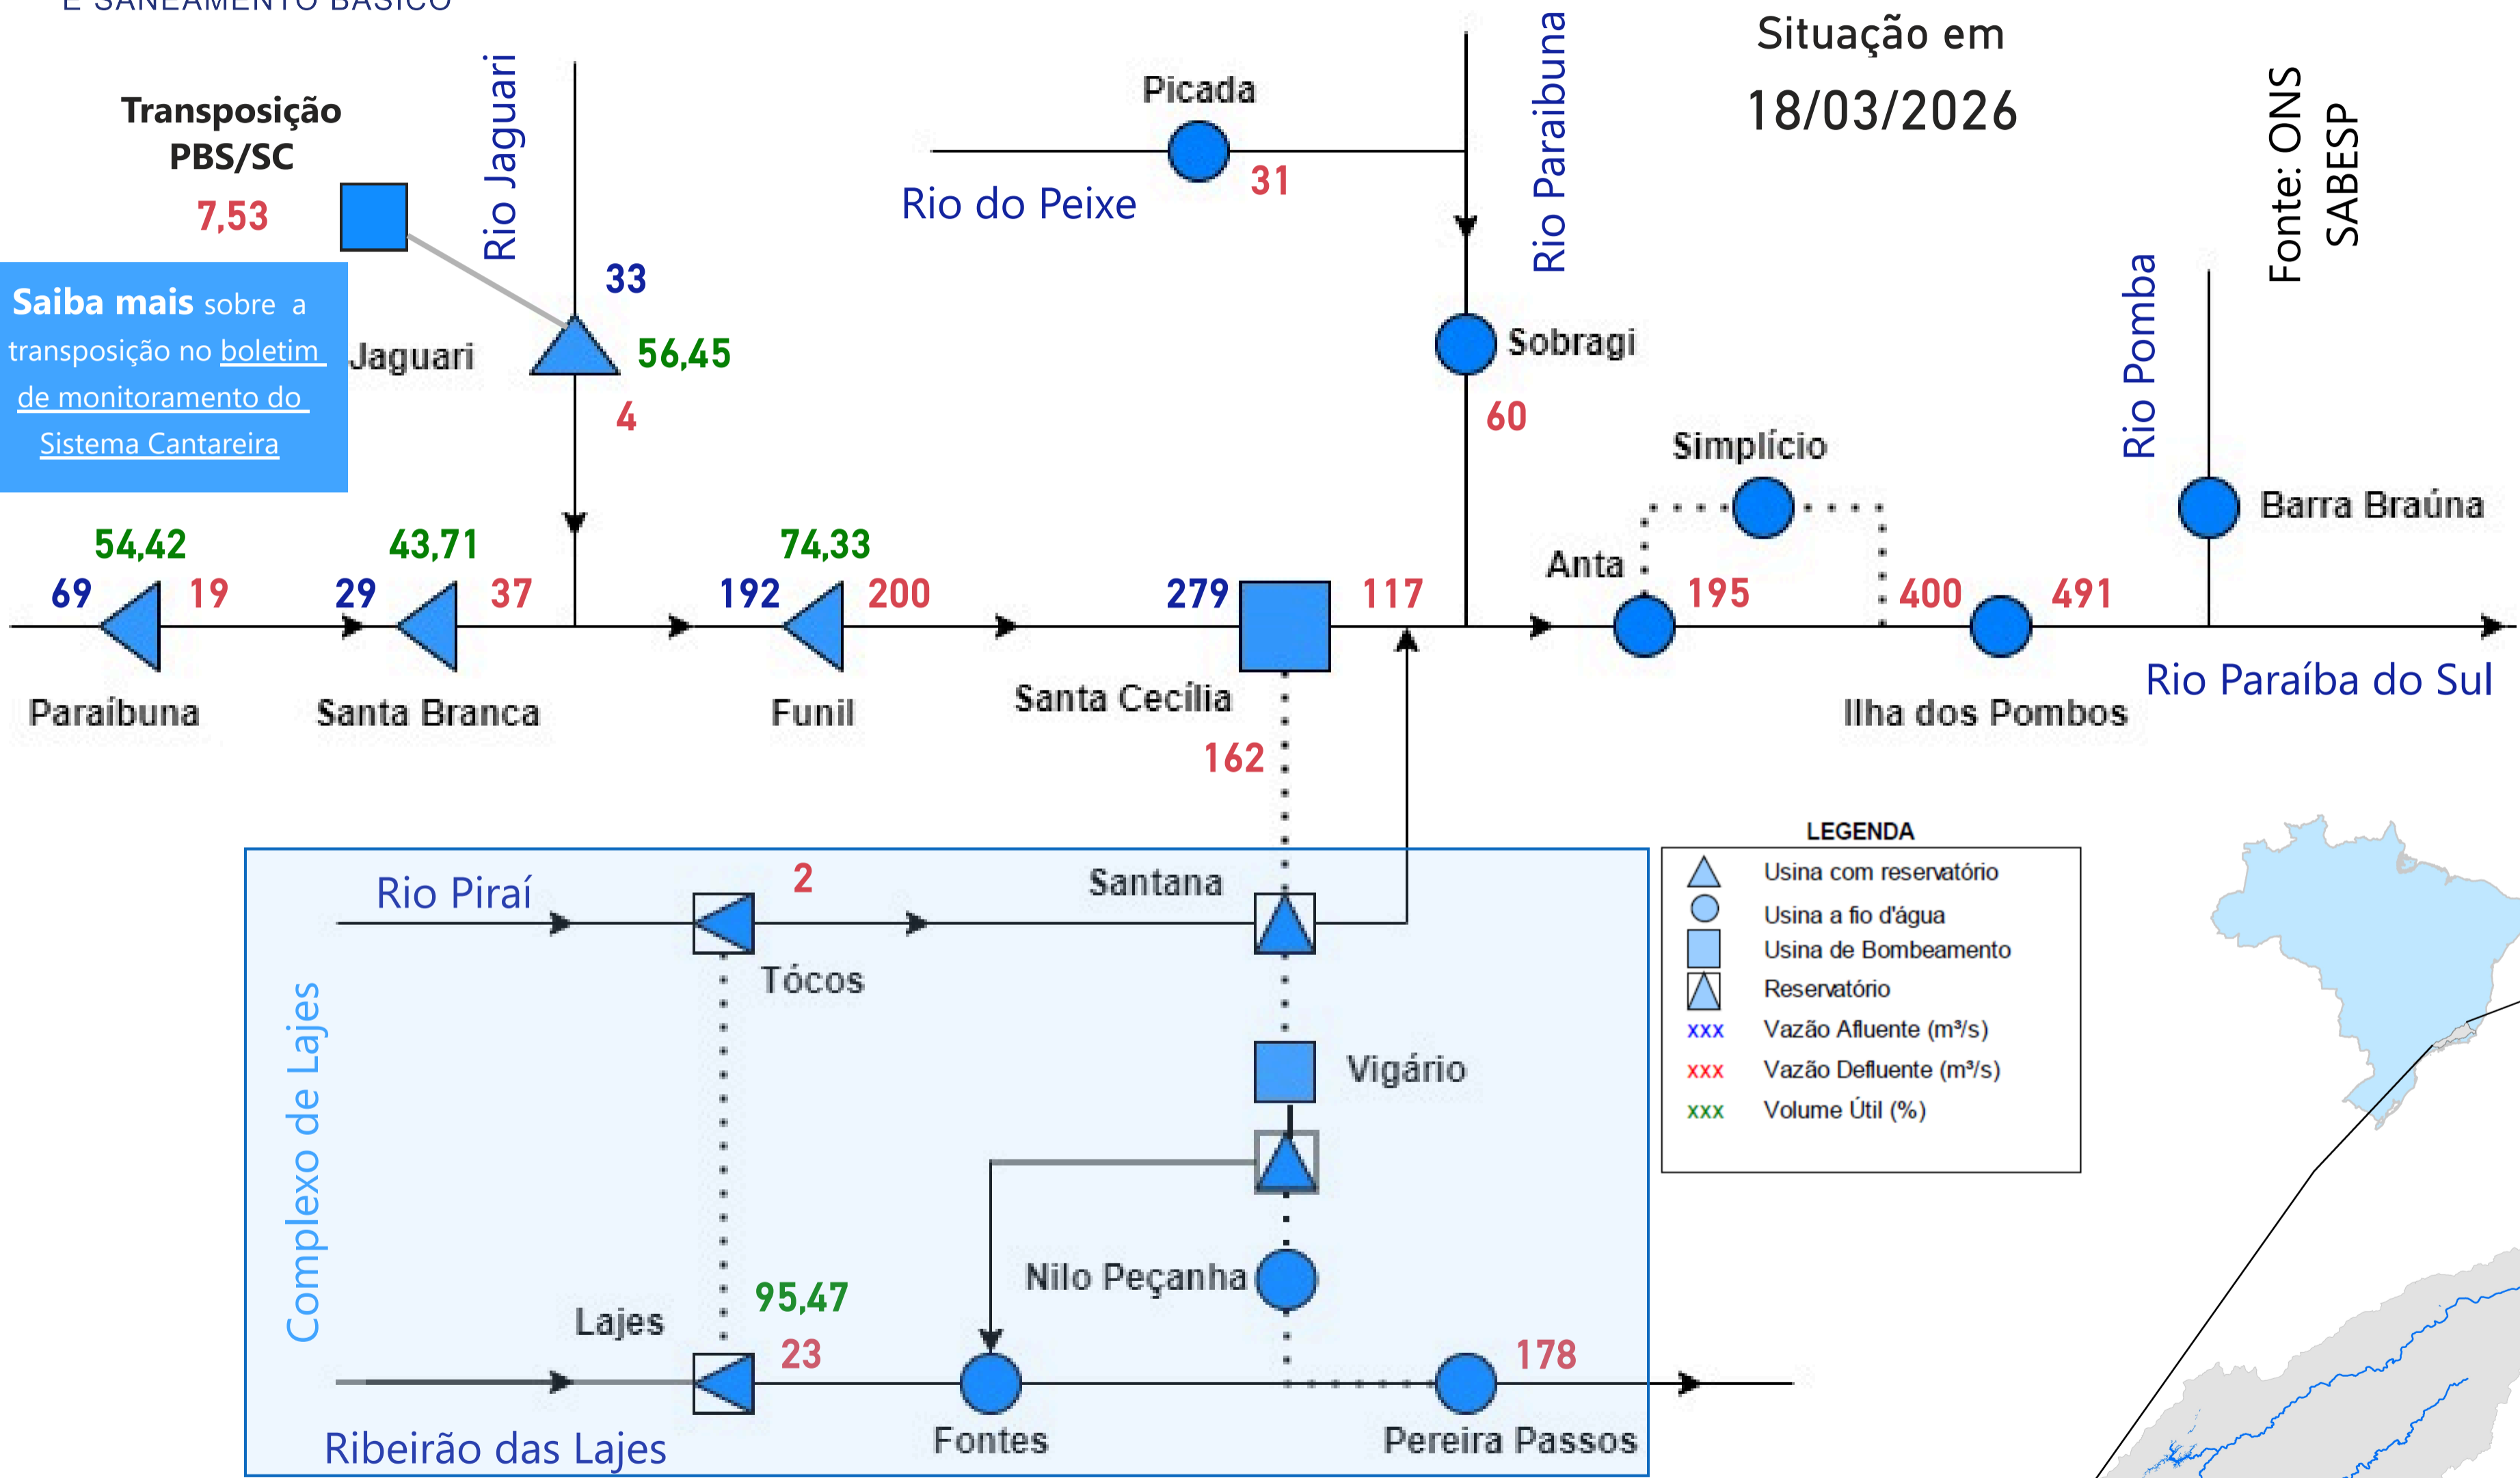 E SANEAMENTO BÁSICO
Situação em
18/03/2026
Fonte: ONS
SABESP
Transposição
PBS/SC
7,53
Rio Jaguari
Picada
31
Rio do Peixe
Rio Paraibuna
Saiba mais sobre a
transposição no boletim
de monitoramento do
Sistema Cantareira
33
Jaguari
56,45
4
Sobragi
60
Simplício
Rio Pomba
Barra Braúna
54,42
69
19
Paraíbuna
43,71
29
37
Santa Branca
74,33
192
200
Funil
279
117
Santa Cecília
162
Anta
195
400
491
Ilha dos Pombos
Rio Paraíba do Sul
Complexo de Lajes
Rio Piraí
2
Tócos
Santana
Vigário
Nilo Peçanha
Lajes
95,47
23
Fontes
178
Pereira Passos
Ribeirão das Lajes
LEGENDA
Usina com reservatório
Usina a fio d'água
Usina de Bombeamento
Reservatório
xxx Vazão Afluente (m³/s)
xxx Vazão Defluente (m³/s)
xxx Volume Útil (%)